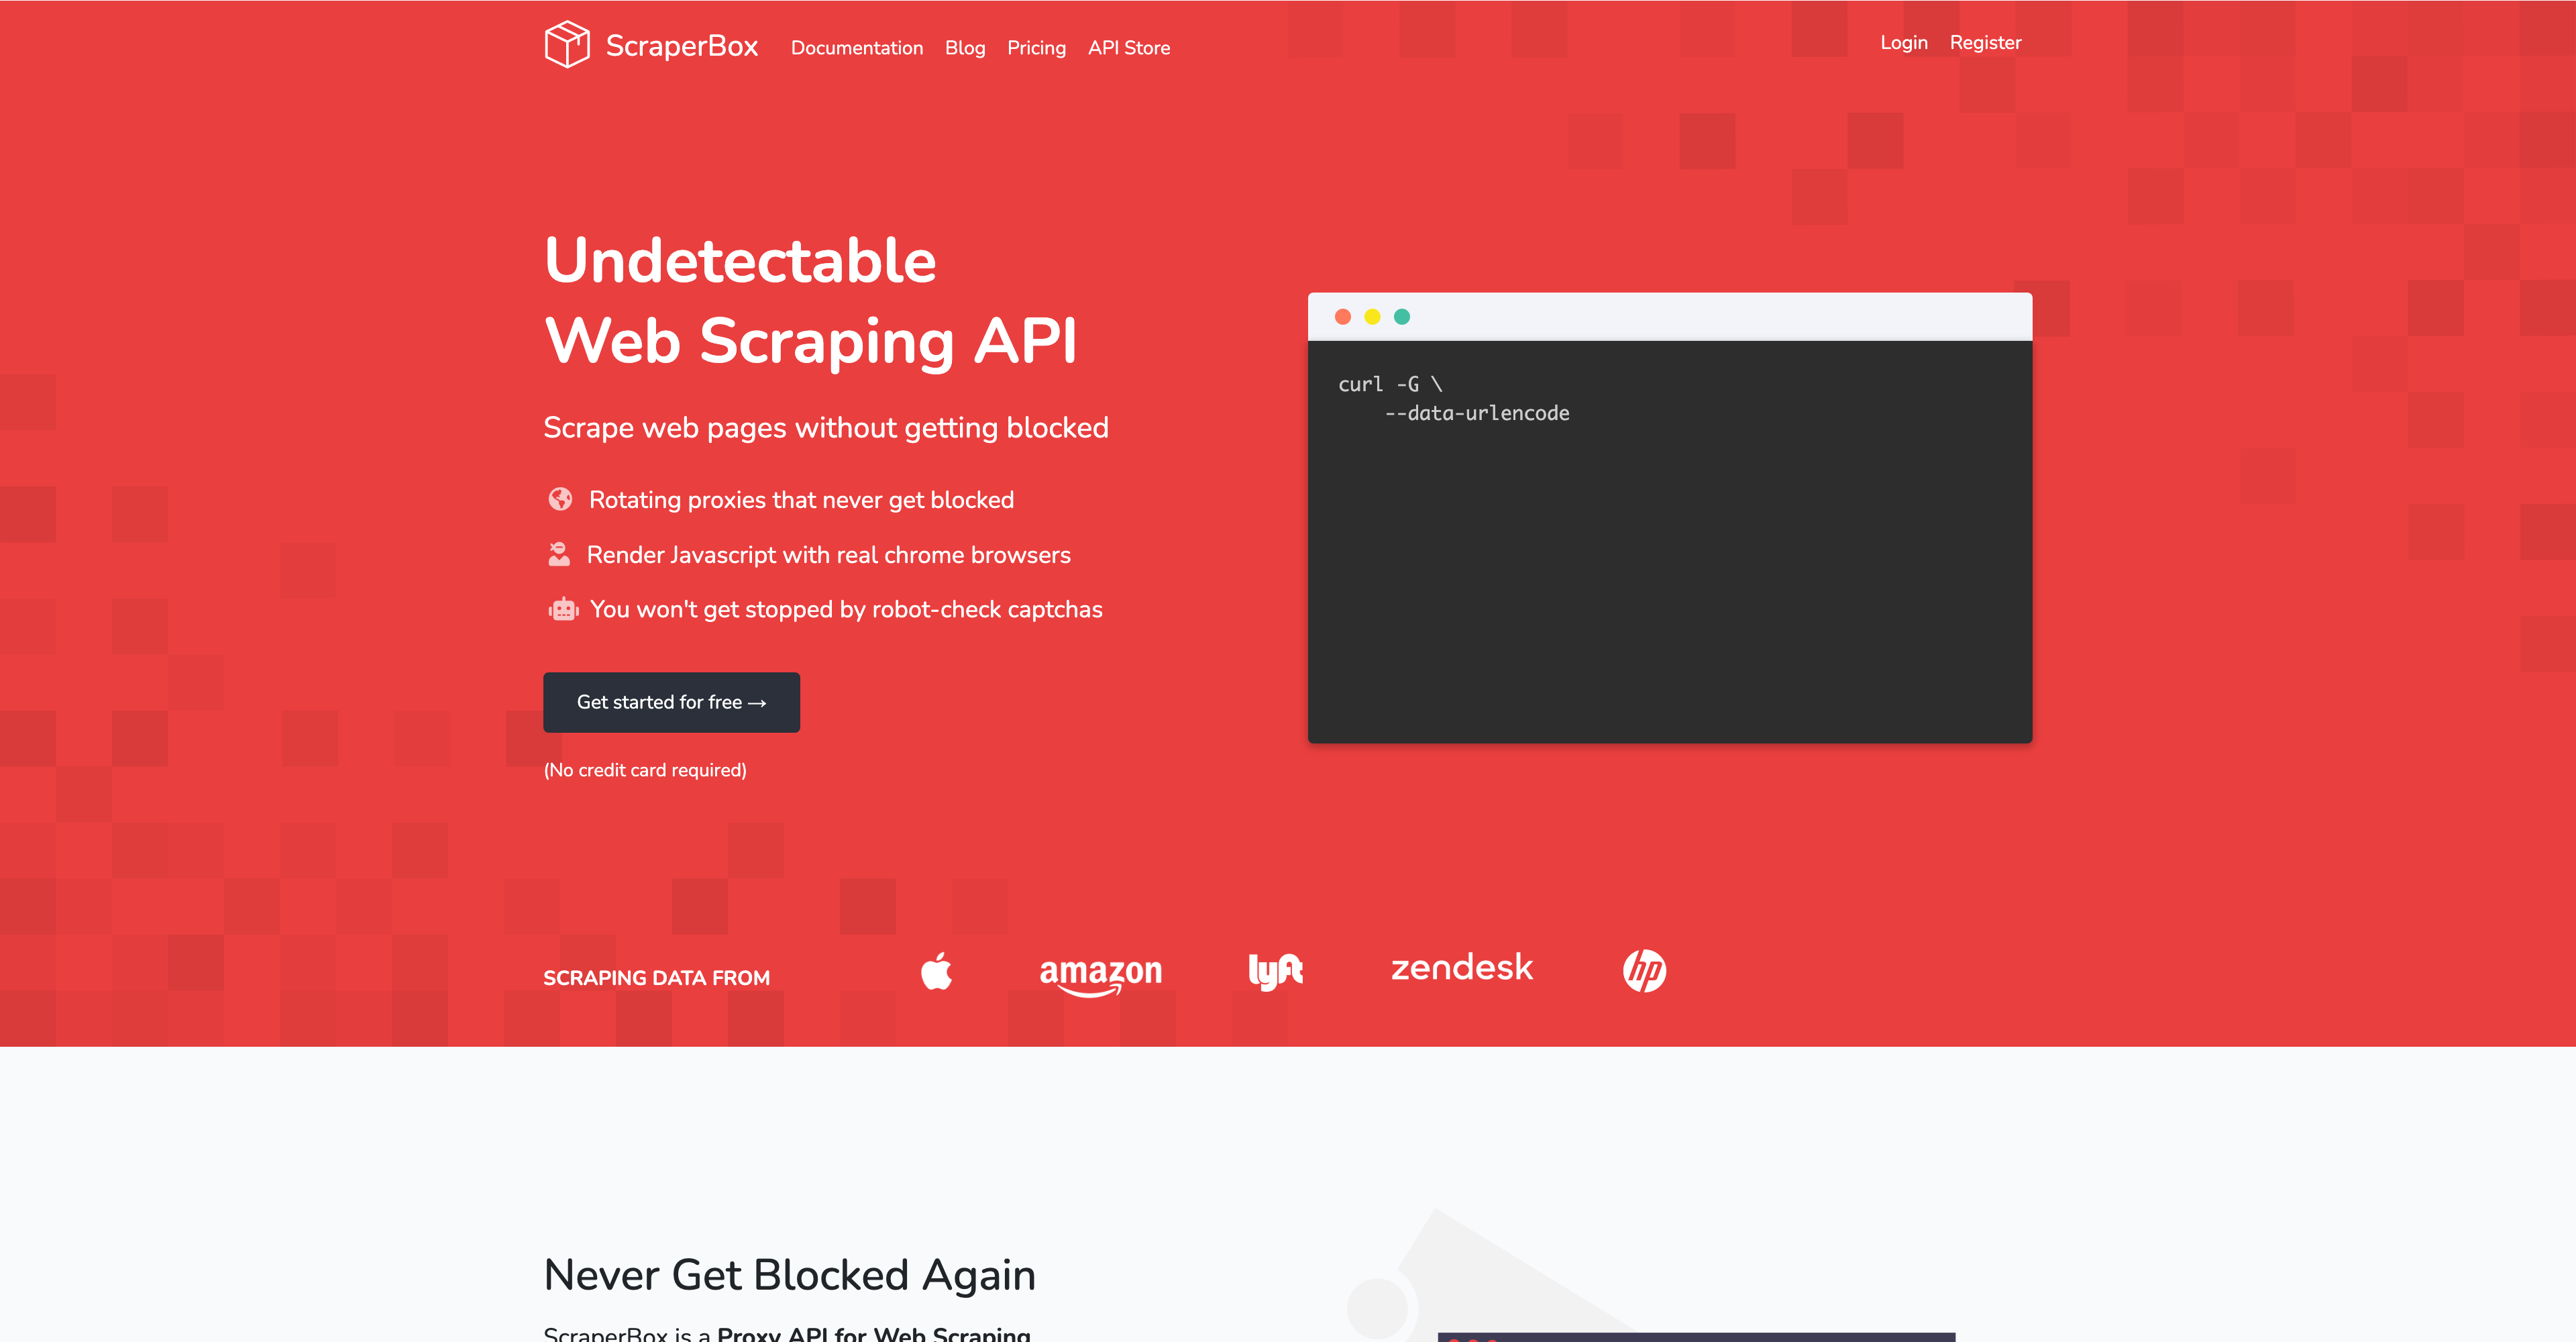 ScraperBox Documentation Blog Pricing API Store Login Register
Undetectable
Web Scraping API
Scrape web pages without getting blocked
Rotating proxies that never get blocked
Render Javascript with real chrome browsers
You won't get stopped by robot-check captchas
Get started for free →
(No credit card required)
curl -G \
--data-urlencode
SCRAPING DATA FROM amazon lyft zendesk hp
Never Get Blocked Again
ScraperBox is a Proxy API for Web Scraping